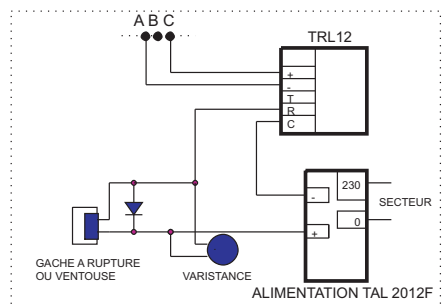 A B C
TRL12
+
-
T
R
C
230
-
SECTEUR
0
+
GACHE A RUPTURE
OU VENTOUSE
VARISTANCE
ALIMENTATION TAL 2012F